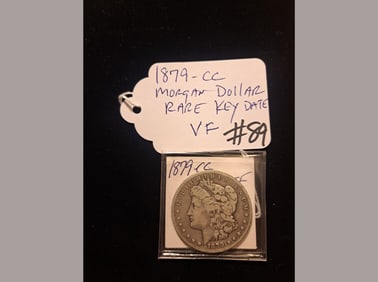 1879-CC
MORGAN DOLLAR
RARE KEY DATE
VF #89
1879-CC